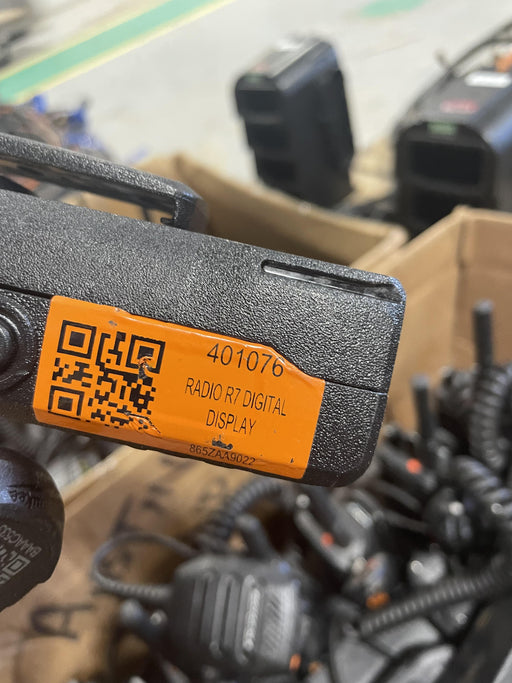 401076
RADIO R7 DIGITAL
DISPLAY
865ZAA9022